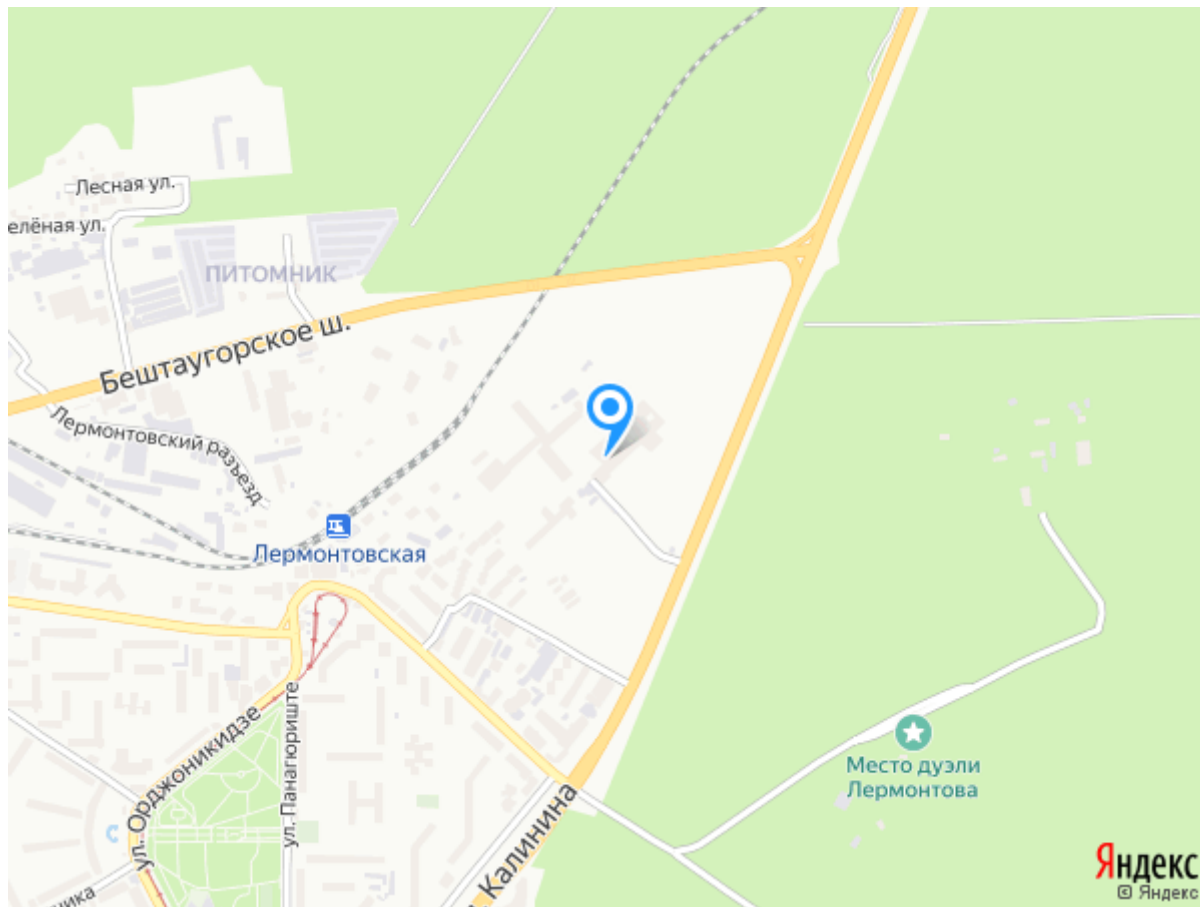 Лесная ул.
елёная ул.
ПИТОМНИК
Бештаугорское ш.
Лермонтовский разъезд
Лермонтовская
ул. Орджоникидзе
ул. Панагюриште
Место дуэли
Лермонтова
Калинина
ника
Яндекс
© Яндекс